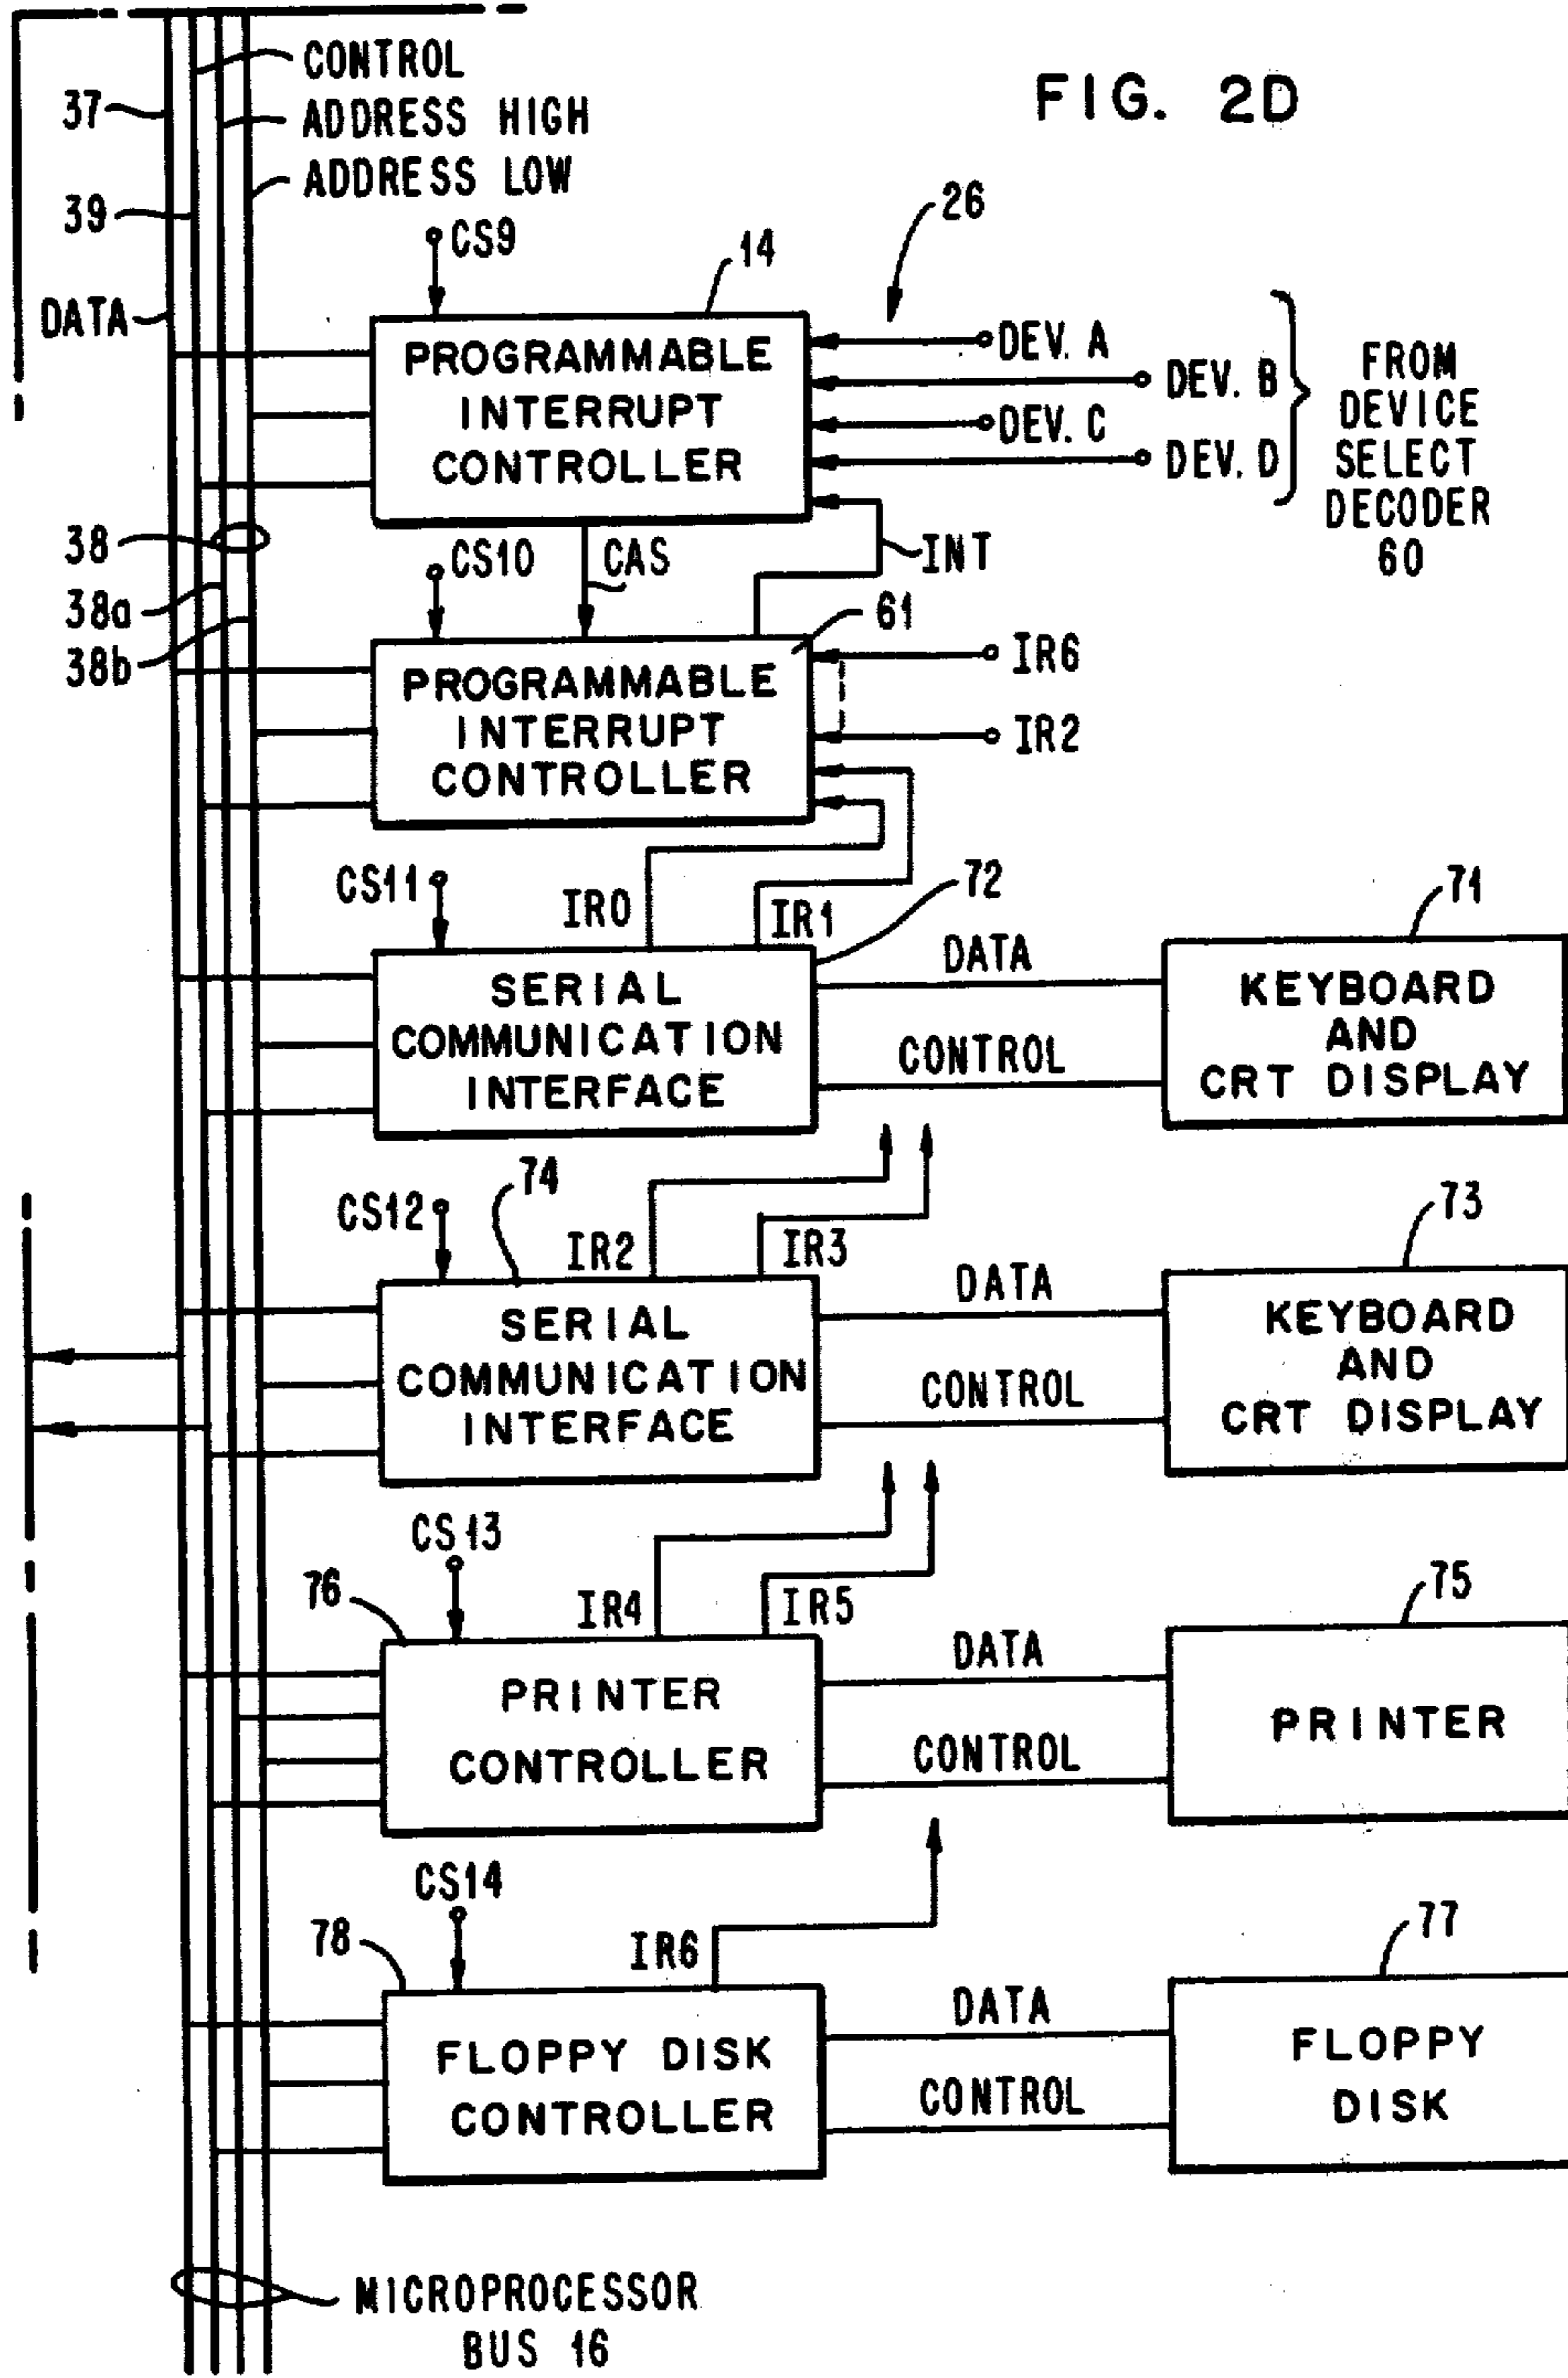 FIG. 2D
CONTROL
37
ADDRESS HIGH
ADDRESS LOW
39
DATA
CS9
14
26
PROGRAMMABLE
INTERRUPT
CONTROLLER
DEV. A
DEV. B
DEV. C
DEV. D
FROM
DEVICE
SELECT
DECODER
60
38
38a
38b
CS10
CAS
INT
61
PROGRAMMABLE
INTERRUPT
CONTROLLER
IR6
IR2
CS11
IR0
IR1
72
71
SERIAL
COMMUNICATION
INTERFACE
DATA
CONTROL
KEYBOARD
AND
CRT DISPLAY
CS12
74
IR2
IR3
73
SERIAL
COMMUNICATION
INTERFACE
DATA
CONTROL
KEYBOARD
AND
CRT DISPLAY
CS13
76
IR4
IR5
75
PRINTER
CONTROLLER
DATA
CONTROL
PRINTER
CS14
78
IR6
77
FLOPPY DISK
CONTROLLER
DATA
CONTROL
FLOPPY
DISK
MICROPROCESSOR
BUS 16